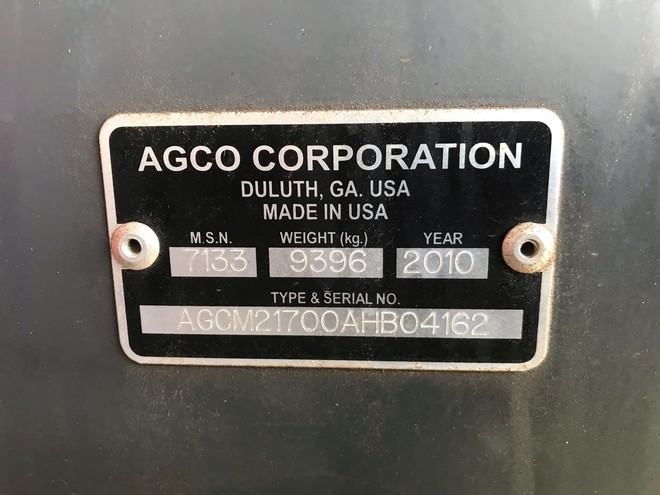 AGCO CORPORATION
DULUTH, GA. USA
MADE IN USA
M.S.N. WEIGHT (kg.) YEAR
7133 9396 2010
TYPE & SERIAL NO.
AGCM21700AHB04162